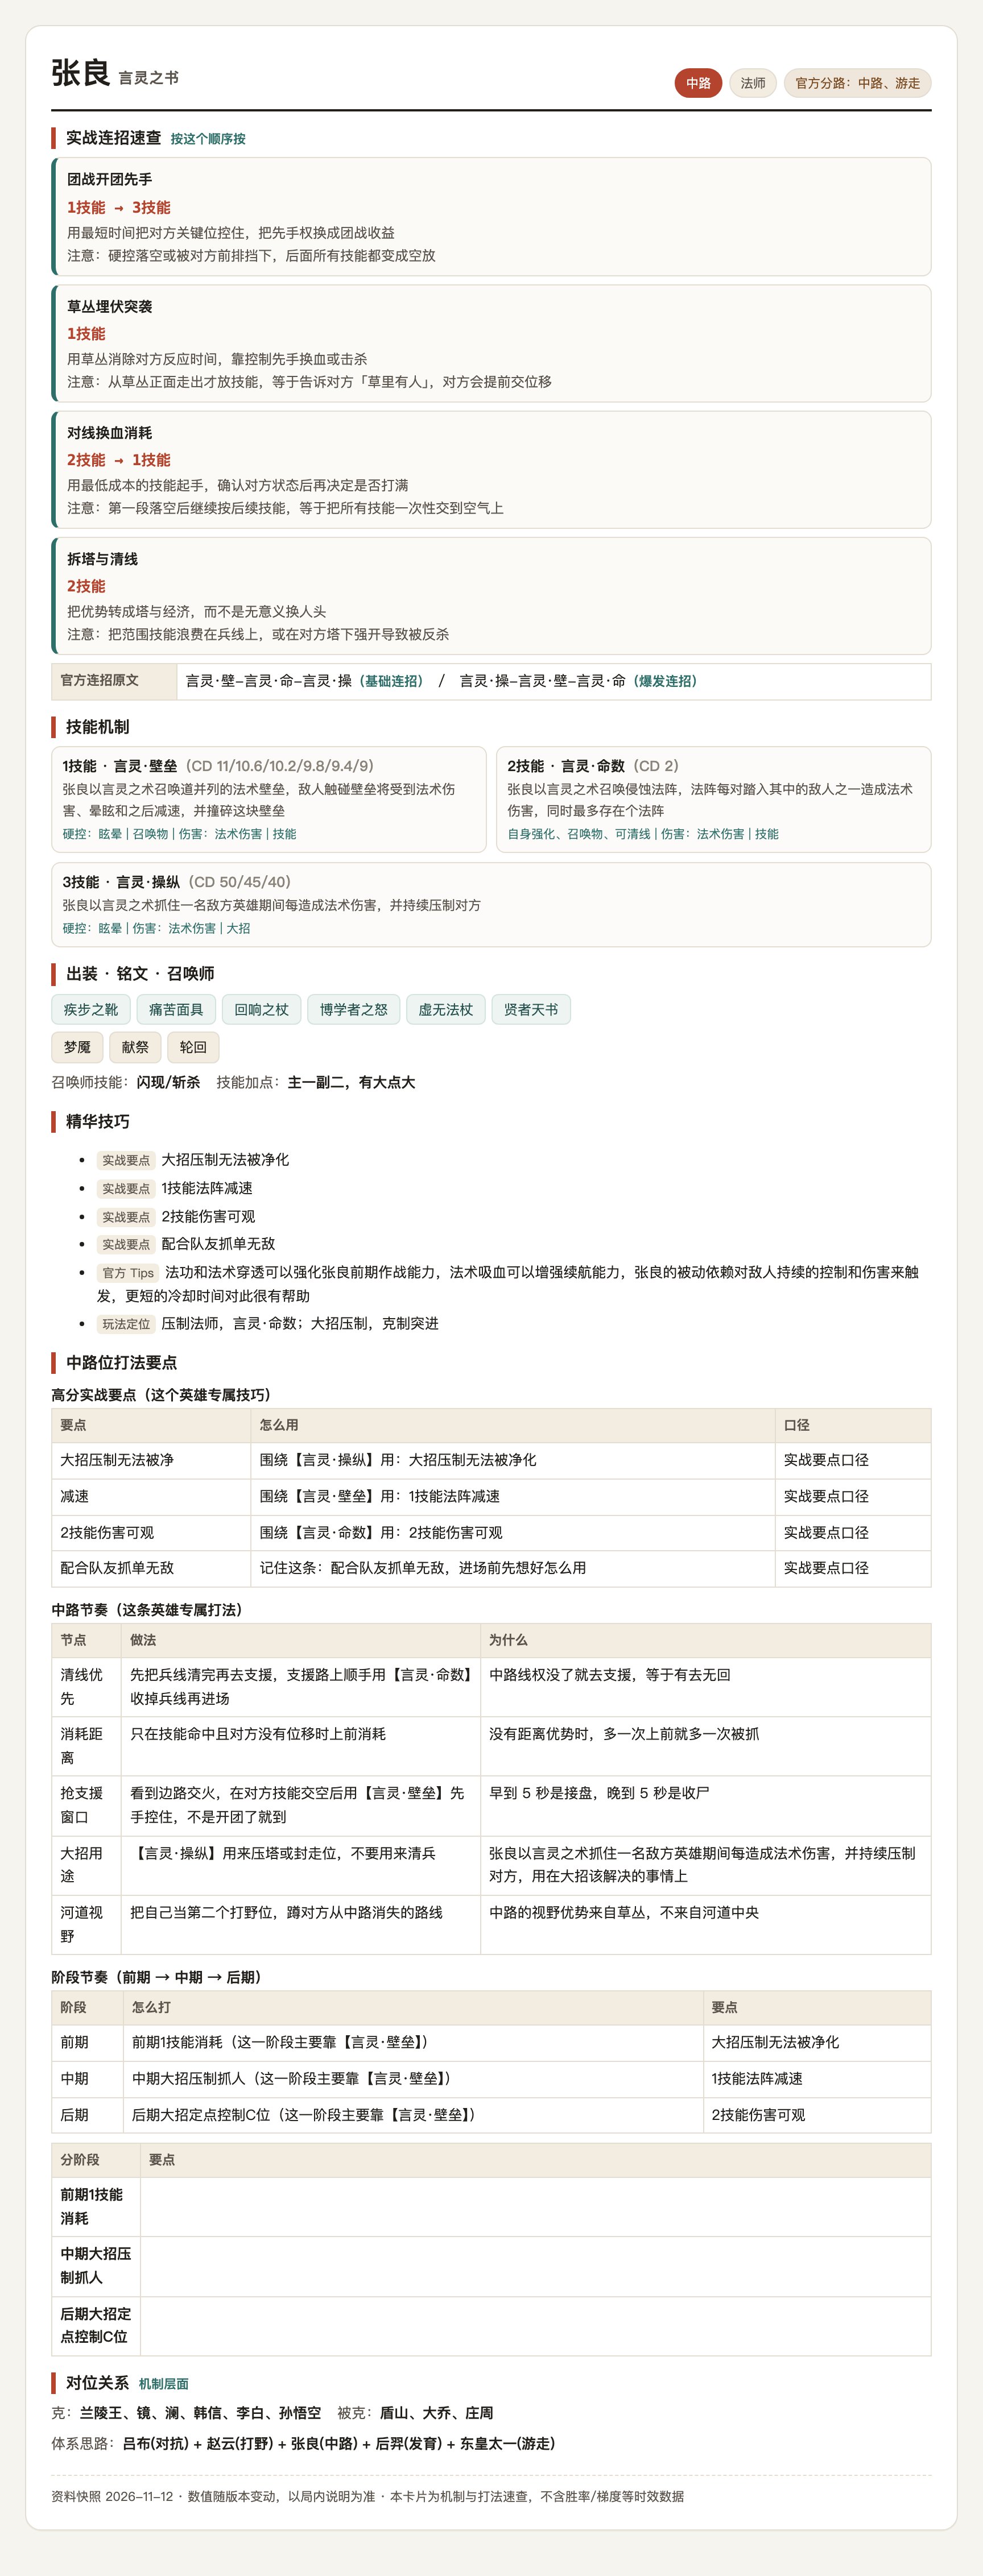 张良 言灵之书
中路 法师 官方分路：中路、游走
实战连招速查 按这个顺序按
团战开团先手
1技能 → 3技能
用最短时间把对方关键位控住，把先手权换成团战收益
注意：硬控落空或被对方前排挡下，后面所有技能都变成空放
草丛埋伏突袭
1技能
用草丛消除对方反应时间，靠控制先手换血或击杀
注意：从草丛正面走出才放技能，等于告诉对方「草里有人」，对方会提前交位移
对线换血消耗
2技能 → 1技能
用最低成本的技能起手，确认对方状态后再决定是否打满
注意：第一段落空后继续按后续技能，等于把所有技能一次性交到空气上
拆塔与清线
2技能
把优势转成塔与经济，而不是无意义换人头
注意：把范围技能浪费在兵线上，或在对方塔下强开导致被反杀
官方连招原文 言灵·壁–言灵·命–言灵·操（基础连招） / 言灵·操–言灵·壁–言灵·命（爆发连招）
技能机制
1技能 · 言灵·壁垒（CD 11/10.6/10.2/9.8/9.4/9）
张良以言灵之术召唤道并列的法术壁垒，敌人触碰壁垒将受到法术伤
害、晕眩和之后减速，并撞碎这块壁垒
硬控：眩晕 | 召唤物 | 伤害：法术伤害 | 技能
2技能 · 言灵·命数（CD 2）
张良以言灵之术召唤侵蚀法阵，法阵每对踏入其中的敌人之一造成法术
伤害，同时最多存在个法阵
自身强化、召唤物、可清线 | 伤害：法术伤害 | 技能
3技能 · 言灵·操纵（CD 50/45/40）
张良以言灵之术抓住一名敌方英雄期间每造成法术伤害，并持续压制对方
硬控：眩晕 | 伤害：法术伤害 | 大招
出装 · 铭文 · 召唤师
疾步之靴 痛苦面具 回响之杖 博学者之怒 虚无法杖 贤者天书
梦魇 献祭 轮回
召唤师技能：闪现/斩杀 技能加点：主一副二，有大点大
精华技巧
• 实战要点 大招压制无法被净化
• 实战要点 1技能法阵减速
• 实战要点 2技能伤害可观
• 实战要点 配合队友抓单无敌
• 官方 Tips 法功和法术穿透可以强化张良前期作战能力，法术吸血可以增强续航能力，张良的被动依赖对敌人持续的控制和伤害来触
发，更短的冷却时间对此很有帮助
• 玩法定位 压制法师，言灵·命数；大招压制，克制突进
中路位打法要点
高分实战要点（这个英雄专属技巧）
要点 怎么用 口径
大招压制无法被净 围绕【言灵·操纵】用：大招压制无法被净化 实战要点口径
减速 围绕【言灵·壁垒】用：1技能法阵减速 实战要点口径
2技能伤害可观 围绕【言灵·命数】用：2技能伤害可观 实战要点口径
配合队友抓单无敌 记住这条：配合队友抓单无敌，进场前先想好怎么用 实战要点口径
中路节奏（这条英雄专属打法）
节点 做法 为什么
清线优
先 先把兵线清完再去支援，支援路上顺手用【言灵·命数】
收掉兵线再进场 中路线权没了就去支援，等于有去无回
消耗距
离 只在技能命中且对方没有位移时上前消耗 没有距离优势时，多一次上前就多一次被抓
抢支援
窗口 看到边路交火，在对方技能交空后用【言灵·壁垒】先
手控住，不是开团了就到 早到 5 秒是接盘，晚到 5 秒是收尸
大招用
途 【言灵·操纵】用来压塔或封走位，不要用来清兵 张良以言灵之术抓住一名敌方英雄期间每造成法术伤害，并持续压制
对方，用在大招该解决的事情上
河道视
野 把自己当第二个打野位，蹲对方从中路消失的路线 中路的视野优势来自草丛，不来自河道中央
阶段节奏（前期 → 中期 → 后期）
阶段 怎么打 要点
前期 前期1技能消耗（这一阶段主要靠【言灵·壁垒】） 大招压制无法被净化
中期 中期大招压制抓人（这一阶段主要靠【言灵·壁垒】） 1技能法阵减速
后期 后期大招定点控制C位（这一阶段主要靠【言灵·壁垒】） 2技能伤害可观
分阶段 要点
前期1技能
消耗
中期大招压
制抓人
后期大招定
点控制C位
对位关系 机制层面
克：兰陵王、镜、澜、韩信、李白、孙悟空 被克：盾山、大乔、庄周
体系思路：吕布(对抗) + 赵云(打野) + 张良(中路) + 后羿(发育) + 东皇太一(游走)
资料快照 2026–11–12 · 数值随版本变动，以局内说明为准 · 本卡片为机制与打法速查，不含胜率/梯度等时效数据